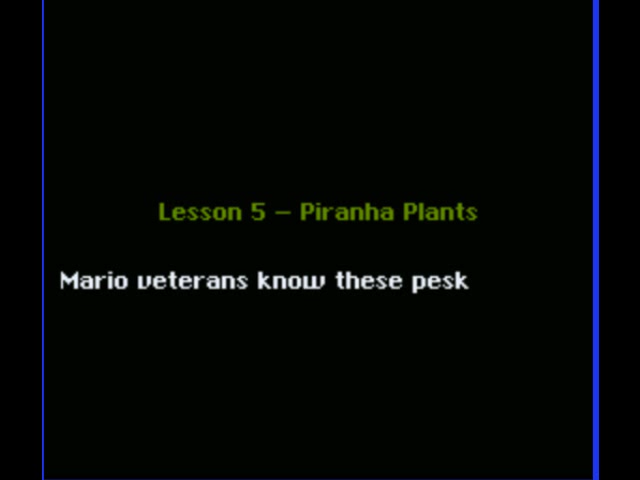 Lesson 5 – Piranha Plants
Mario veterans know these pesk